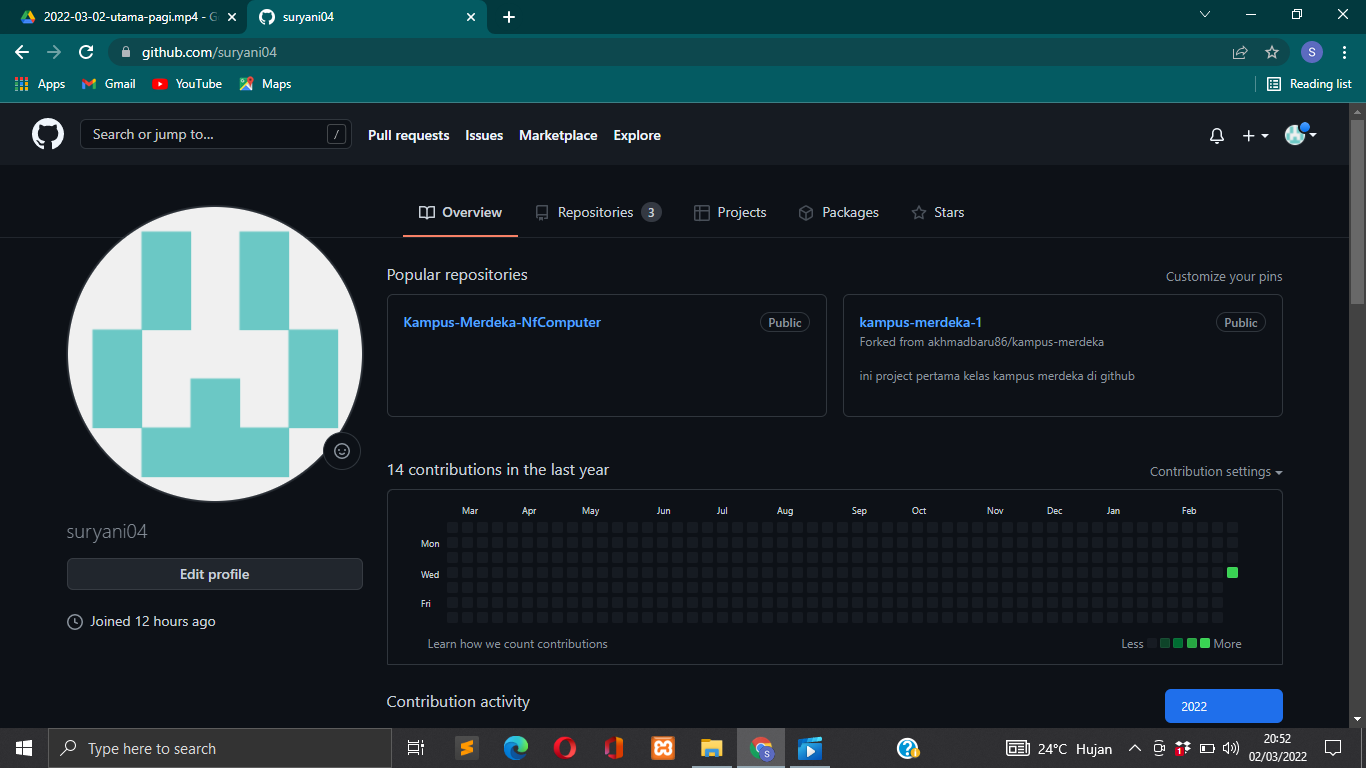 2022-03-02-utama-pagi.mp4 - G
suryani04
github.com/suryani04
S
Apps
Gmail
YouTube
Maps
Reading list
Search or jump to...
/
Pull requests
Issues
Marketplace
Explore
Overview
Repositories 3
Projects
Packages
Stars
Popular repositories
Customize your pins
Kampus-Merdeka-NfComputer
Public
kampus-merdeka-1
Public
Forked from akhmadbaru86/kampus-merdeka
ini project pertama kelas kampus merdeka di github
suryani04
Edit profile
Joined 12 hours ago
14 contributions in the last year
Contribution settings
Mar Apr May Jun Jul Aug Sep Oct Nov Dec Jan Feb
Mon
Wed
Fri
Learn how we count contributions
Less
More
Contribution activity
2022
Type here to search
24°C Hujan
20:52
02/03/2022